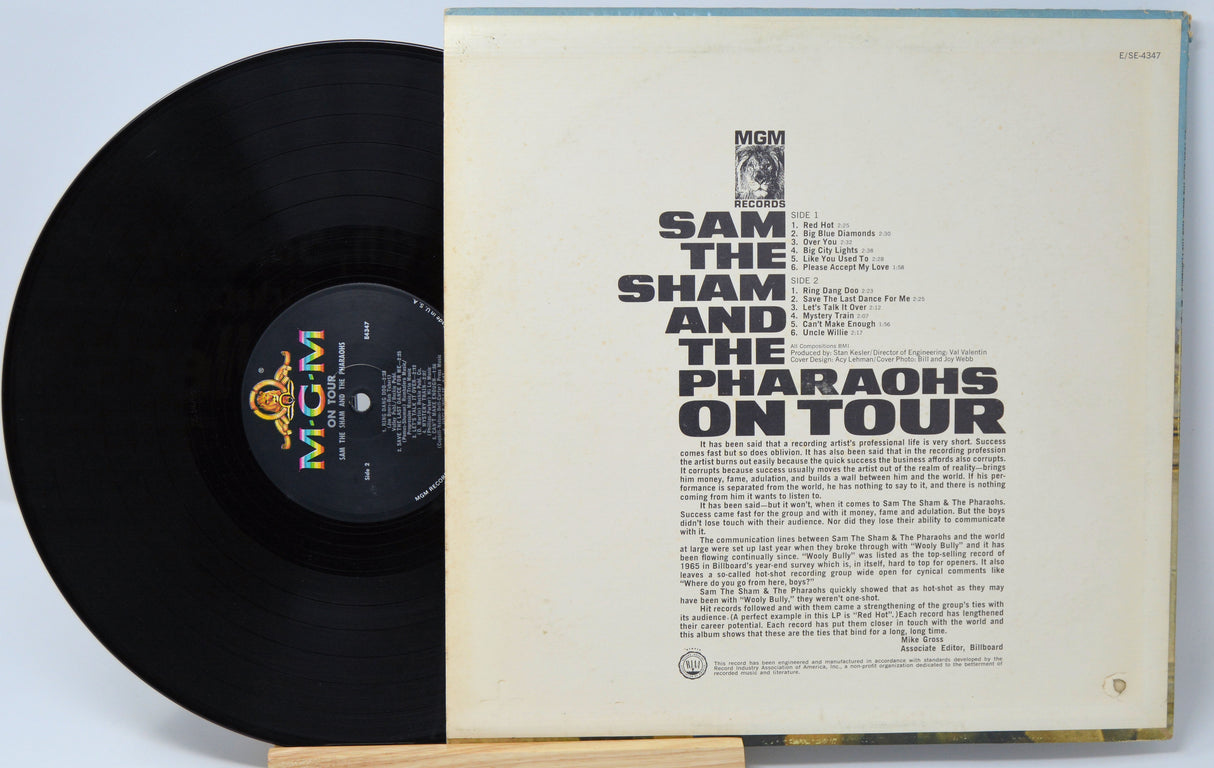 E/SE-4347
MGM
RECORDS
SAM
THE
SHAM
AND
THE
PHARAOHS
ON TOUR
SIDE 1
1. Red Hot 2:25
2. Big Blue Diamonds 2:30
3. Over You 2:32
4. Big City Lights 2:38
5. Like You Used To 2:28
6. Please Accept My Love 1:58
SIDE 2
1. Ring Dang Doo 2:23
2. Save The Last Dance For Me 2:25
3. Let's Talk It Over 2:12
4. Mystery Train 2:07
5. Can't Make Enough 1:56
6. Uncle Willie 2:17
All Compositions BMI
Produced by: Stan Kesler/Director of Engineering: Val Valentin
Cover Design: Acy Lehman/Cover Photo: Bill and Joy Webb
It has been said that a recording artist's professional life is very short. Success
comes fast but so does oblivion. It has also been said that in the recording profession
the artist burns out easily because the quick success the business affords also corrupts.
It corrupts because success usually moves the artist out of the realm of reality—brings
him money, fame, adulation, and builds a wall between him and the world. If his per-
formance is separated from the world, he has nothing to say to it, and there is nothing
coming from him it wants to listen to.
It has been said—but it won't, when it comes to Sam The Sham & The Pharaohs.
Success came fast for the group and with it money, fame and adulation. But the boys
didn't lose touch with their audience. Nor did they lose their ability to communicate
with it.
The communication lines between Sam The Sham & The Pharaohs and the world
at large were set up last year when they broke through with "Wooly Bully" and it has
been flowing continually since. "Wooly Bully" was listed as the top-selling record of
1965 in Billboard's year-end survey which is, in itself, hard to top for openers. It also
leaves a so-called hot-shot recording group wide open for cynical comments like
"Where do you go from here, boys?"
Sam The Sham & The Pharaohs quickly showed that as hot-shot as they may
have been with "Wooly Bully," they weren't one-shot.
Hit records followed and with them came a strengthening of the group's ties with
its audience. (A perfect example in this LP is "Red Hot".) Each record has lengthened
their career potential. Each record has put them closer in touch with the world and
this album shows that these are the ties that bind for a long, long time.
Mike Gross
Associate Editor, Billboard
This record has been engineered and manufactured in accordance with standards developed by the
Record Industry Association of America, Inc., a non-profit organization dedicated to the betterment of
recorded music and literature.
M-G-M
®
ON TOUR
SAM THE SHAM AND THE PHARAOHS
E4347
Side 2
1. RING DANG DOO
2. SAVE THE LAST DANCE FOR ME-2:25
MGM RECOR